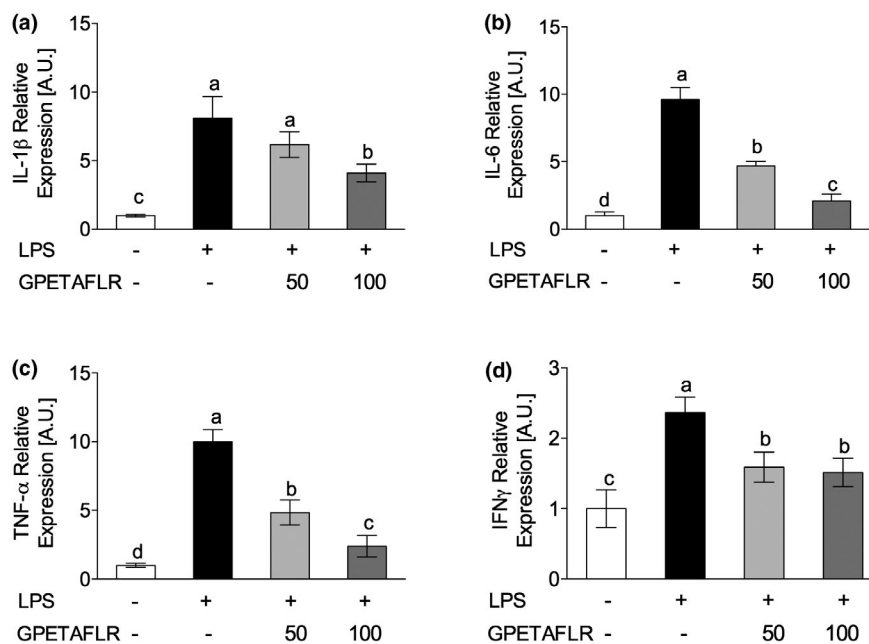 (a)
IL-1β Relative
Expression [A.U.]
15
10
5
0
c
a
a
b
LPS - + + +
GPETAFLR - - 50 100
(b)
IL-6 Relative
Expression [A.U.]
15
10
5
0
d
a
b
c
LPS - + + +
GPETAFLR - - 50 100
(c)
TNF-α Relative
Expression [A.U.]
15
10
5
0
d
a
b
c
LPS - + + +
GPETAFLR - - 50 100
(d)
IFNγ Relative
Expression [A.U.]
3
2
1
0
c
a
b
b
LPS - + + +
GPETAFLR - - 50 100